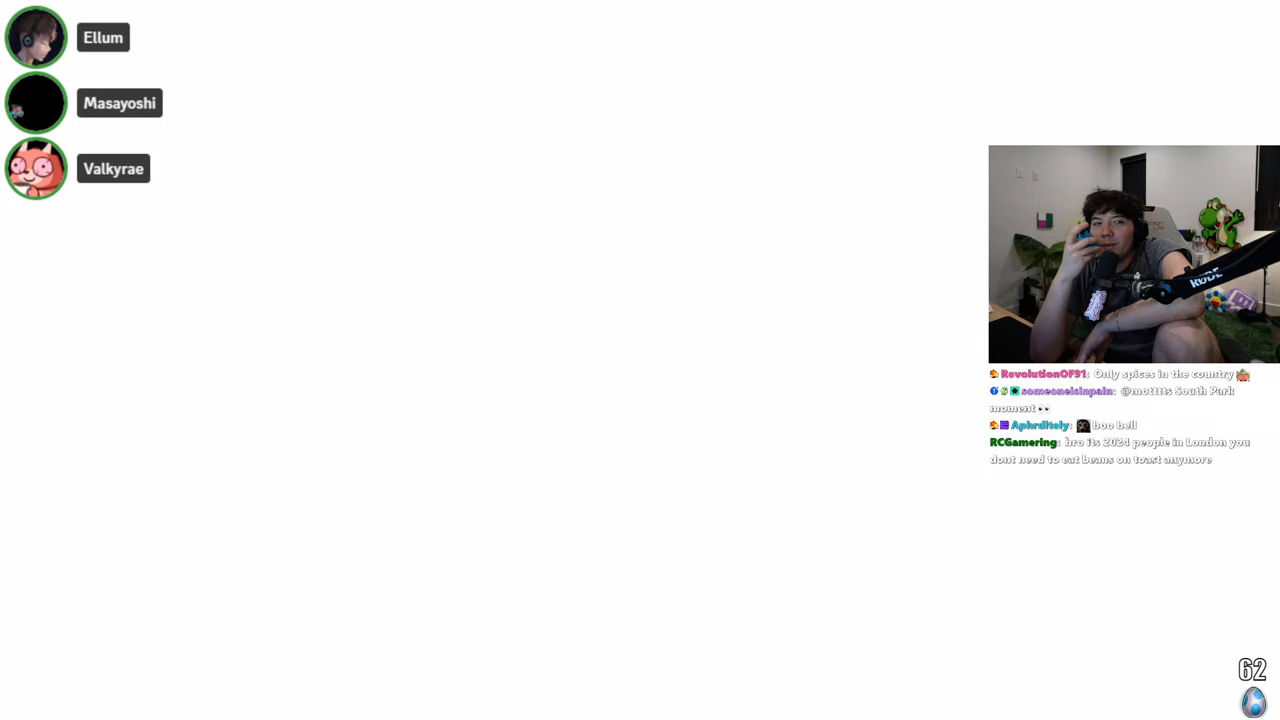 Ellum
Masayoshi
Valkyrae
RØDE
RevolutionOF91: Only spices in the country
someoneisinpain: @motttts South Park
moment
Aphrditely: boo bell
RCGamering: bro its 2024 people in London you
dont need to eat beans on toast anymore
62